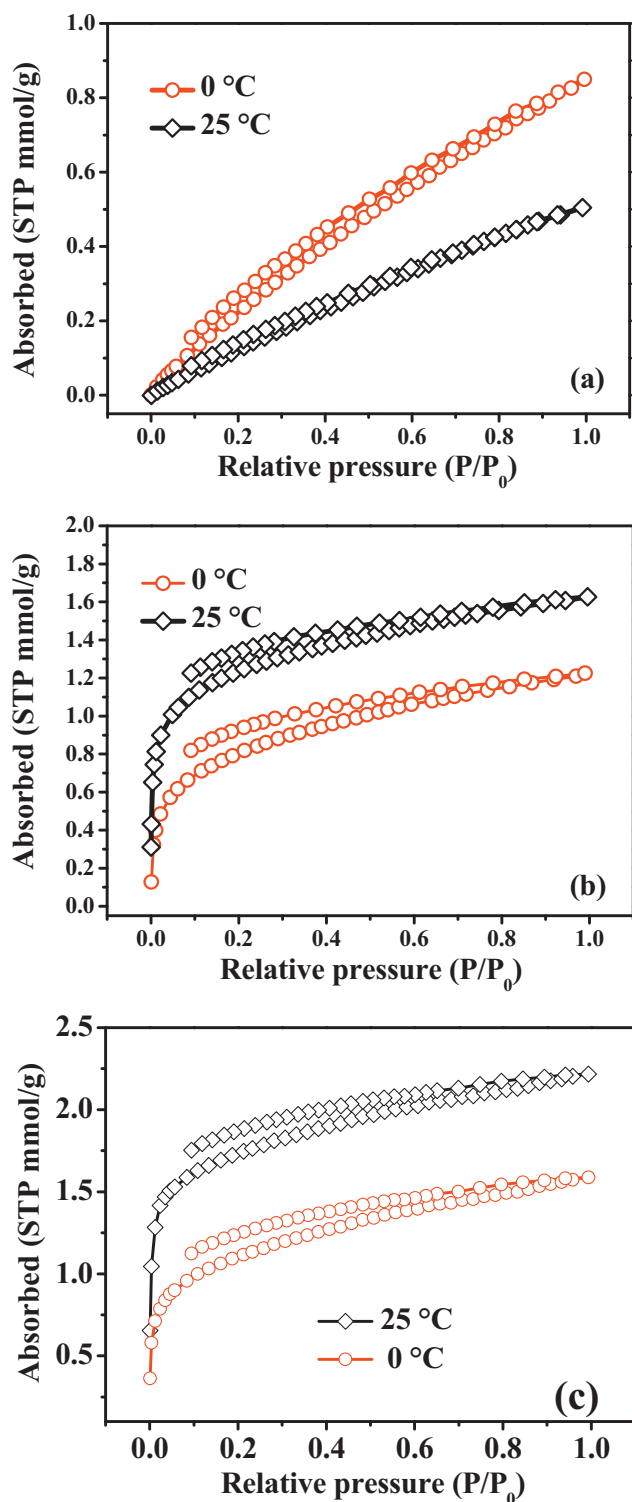 1.0
0.8
0.6
0.4
0.2
0.0
Absorbed (STP mmol/g)
0 °C
25 °C
(a)
0.0 0.2 0.4 0.6 0.8 1.0
Relative pressure (P/P0)
2.0
1.8
1.6
1.4
1.2
1.0
0.8
0.6
0.4
0.2
0.0
Absorbed (STP mmol/g)
0 °C
25 °C
(b)
0.0 0.2 0.4 0.6 0.8 1.0
Relative pressure (P/P0)
2.5
2.0
1.5
1.0
0.5
Absorbed (STP mmol/g)
25 °C
0 °C
(c)
0.0 0.2 0.4 0.6 0.8 1.0
Relative pressure (P/P0)